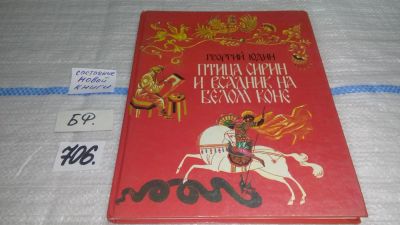 ГЕОРГИЙ ЮДИН
ПТИЦА СИРИН
И ВСАДНИК НА
БЕЛОМ КОНЕ
СОСТОЯНИЕ
НОВОЙ
КНИГИ
БФ.
706.